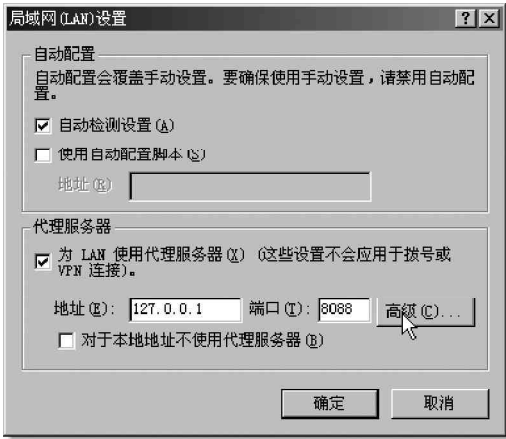 局域网(LAN)设置
自动配置
自动配置会覆盖手动设置。要确保使用手动设置，请禁用自动配
置。
自动检测设置(A)
使用自动配置脚本(S)
地址(R)
代理服务器
为 LAN 使用代理服务器(X) (这些设置不会应用于拨号或
VPN 连接)。
地址(E): 127.0.0.1 端口(T): 8088 高级(C)...
对于本地地址不使用代理服务器(B)
确定 取消